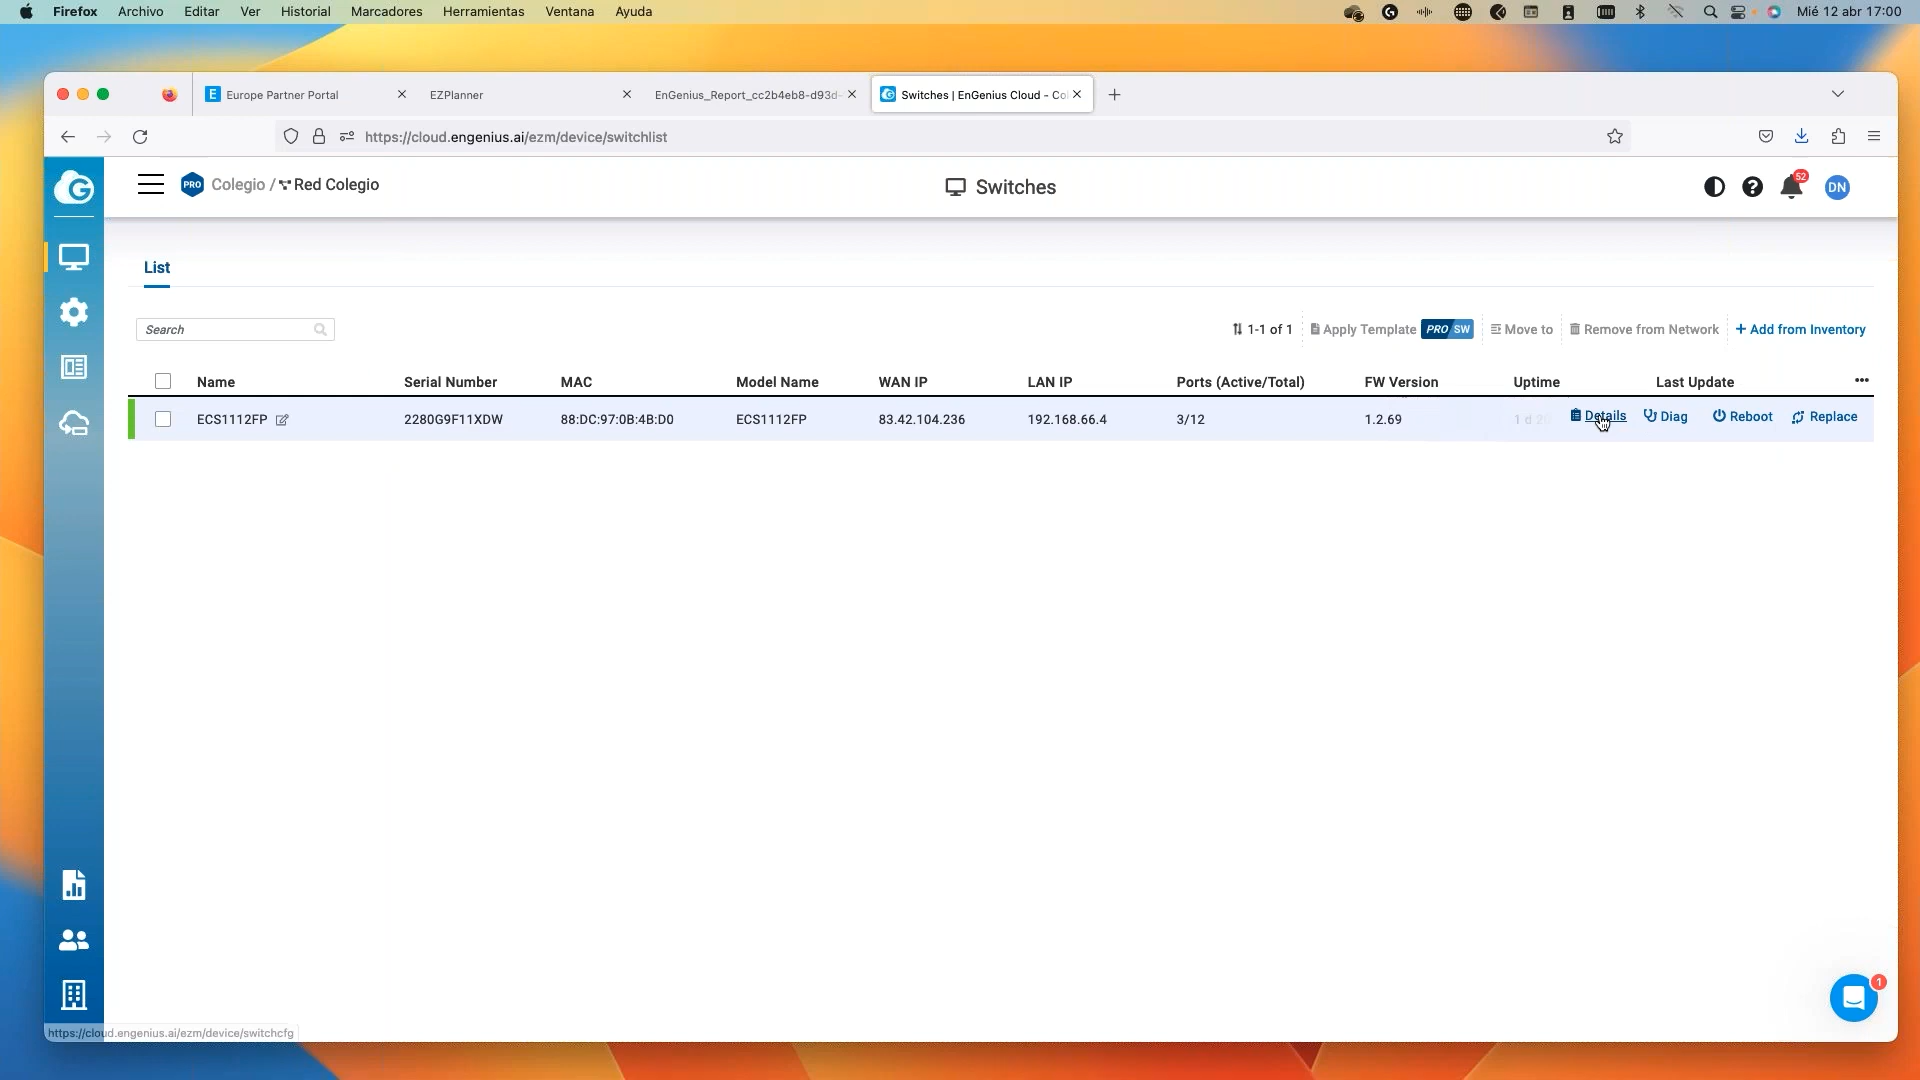 Firefox Archivo Editar Ver Historial Marcadores Herramientas Ventana Ayuda Mié 12 abr 17:00
E Europe Partner Portal EZPlanner EnGenius_Report_cc2b4eb8-d93d- Switches | EnGenius Cloud - Co
https://cloud.engenius.ai/ezm/device/switchlist
PRO Colegio / Red Colegio Switches 52 DN
List
Search 1-1 of 1 Apply Template PRO SW Move to Remove from Network + Add from Inventory
Name Serial Number MAC Model Name WAN IP LAN IP Ports (Active/Total) FW Version Uptime Last Update
ECS1112FP 2280G9F11XDW 88:DC:97:0B:4B:D0 ECS1112FP 83.42.104.236 192.168.66.4 3/12 1.2.69 1 d Details Diag Reboot Replace
1
https://cloud.engenius.ai/ezm/device/switchcfg